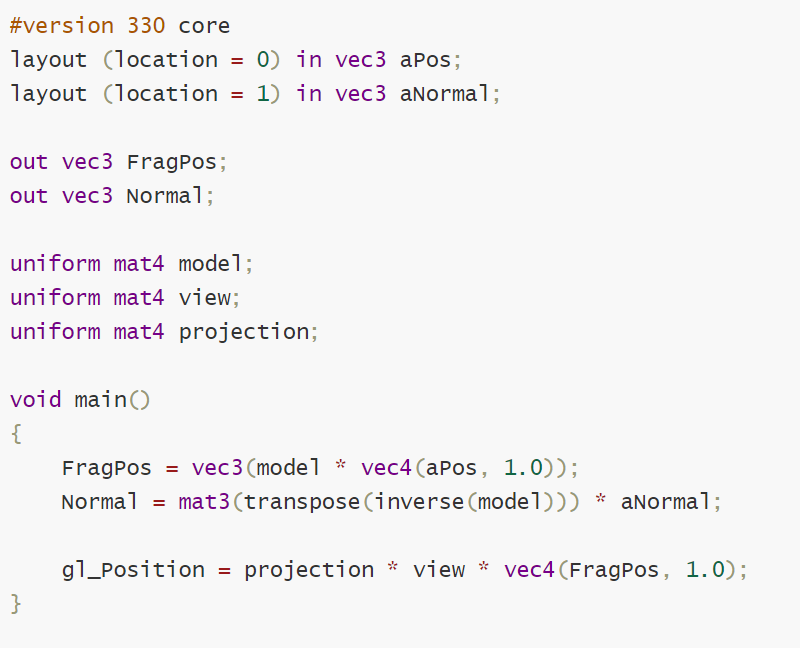 #version 330 core
layout (location = 0) in vec3 aPos;
layout (location = 1) in vec3 aNormal;

out vec3 FragPos;
out vec3 Normal;

uniform mat4 model;
uniform mat4 view;
uniform mat4 projection;

void main()
{
    FragPos = vec3(model * vec4(aPos, 1.0));
    Normal = mat3(transpose(inverse(model))) * aNormal;

    gl_Position = projection * view * vec4(FragPos, 1.0);
}